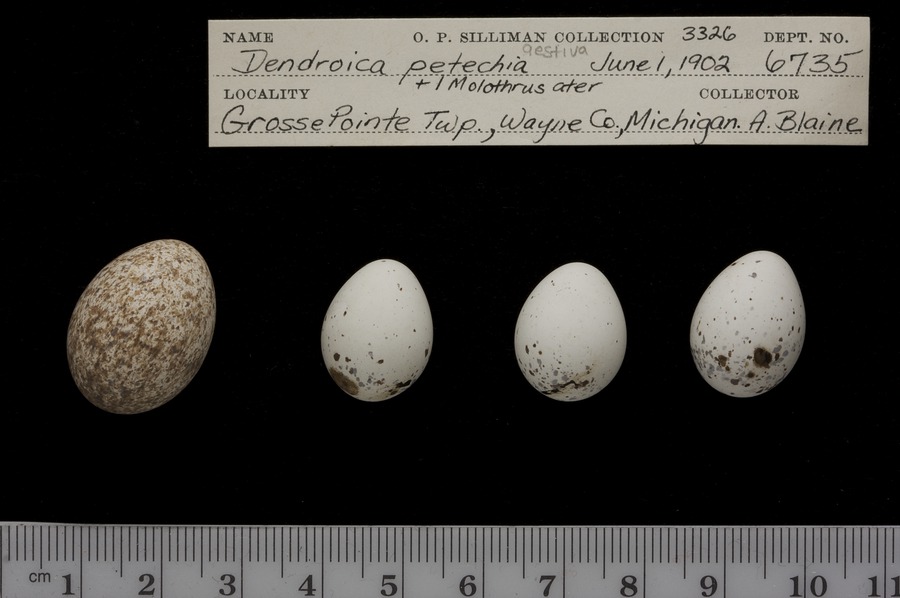 NAME O. P. SILLIMAN COLLECTION 3326 DEPT. NO.
aestiva
Dendroica petechia June 1, 1902 6735
+ 1 Molothrus ater
LOCALITY COLLECTOR
Grosse Pointe Twp., Wayne Co., Michigan. A. Blaine
cm 1 2 3 4 5 6 7 8 9 10 11